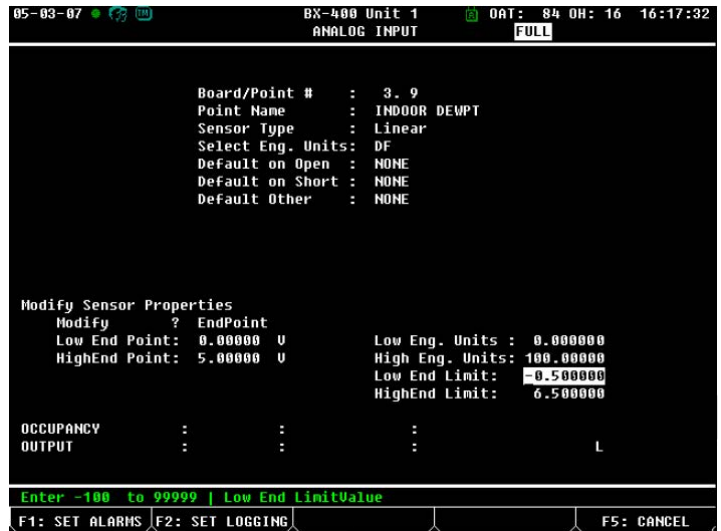 05-03-07 TM BX-400 Unit 1 A OAT: 84 OH: 16 16:17:32
ANALOG INPUT FULL
Board/Point # : 3. 9
Point Name : INDOOR DEWPT
Sensor Type : Linear
Select Eng. Units: DF
Default on Open : NONE
Default on Short : NONE
Default Other : NONE
Modify Sensor Properties
Modify ? EndPoint
Low End Point: 0.00000 V Low Eng. Units : 0.000000
HighEnd Point: 5.00000 V High Eng. Units: 100.00000
Low End Limit: -0.500000
HighEnd Limit: 6.500000
OCCUPANCY : : :
OUTPUT : : : L
Enter -100 to 99999 | Low End LimitValue
F1: SET ALARMS F2: SET LOGGING F5: CANCEL